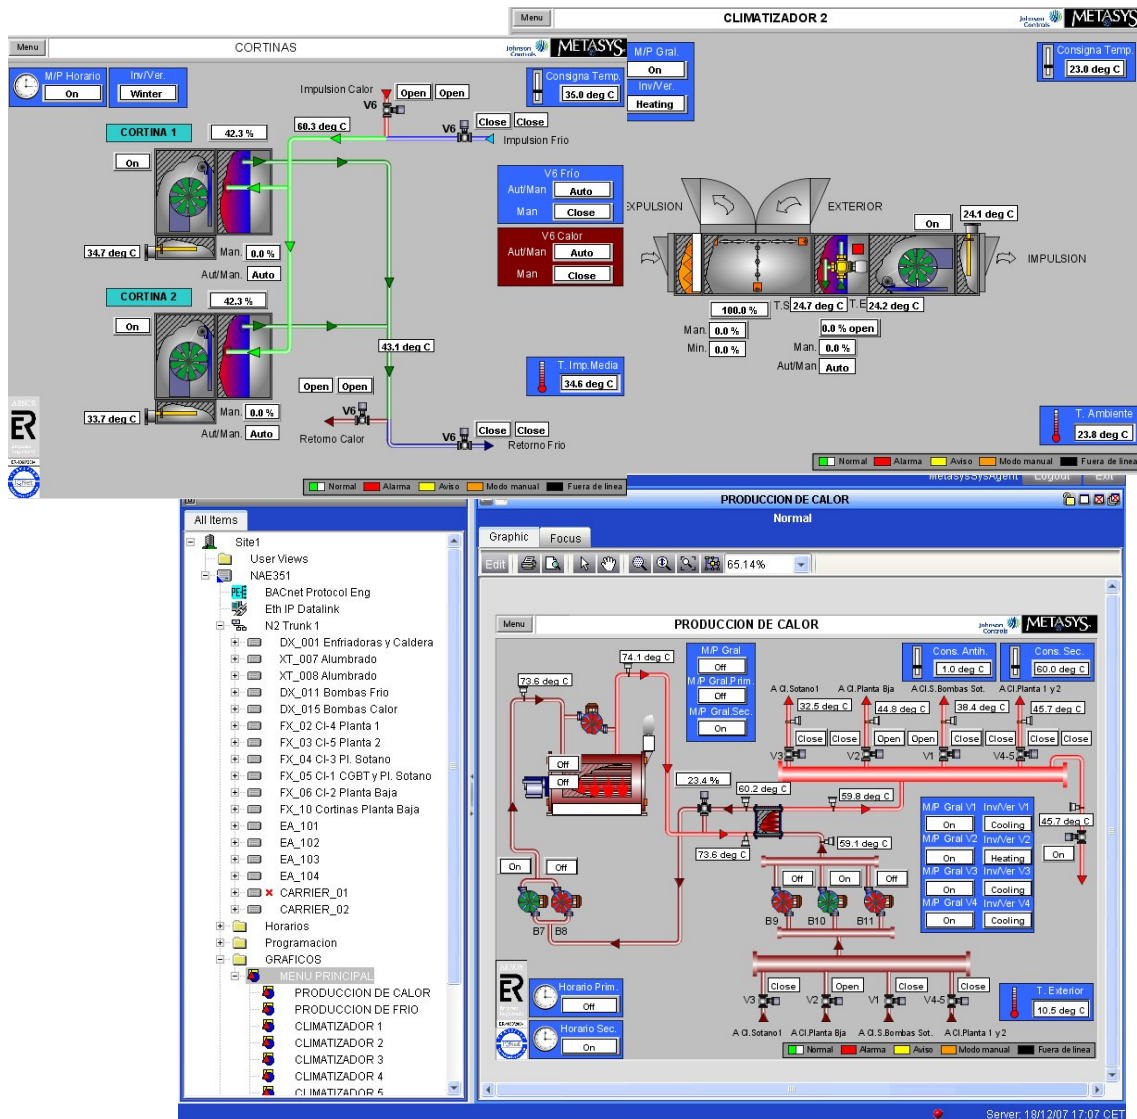 Menu
CLIMATIZADOR 2
Johnson Controls
METASYS
Menu
CORTINAS
Johnson Controls
METASYS.
M/P Horario
On
Inv/Ver.
Winter
Impulsion Calor
Open
Open
V6
Consigna Temp.
35.0 deg C
CORTINA 1
42.3 %
60.3 deg C
V6
Close
Close
Impulsion Frio
On
V6 Frío
Aut/Man
Auto
Man
Close
V6 Calor
Aut/Man
Auto
Man
Close
34.7 deg C
Man.
0.0 %
Aut/Man.
Auto
CORTINA 2
42.3 %
On
43.1 deg C
T. Imp.Media
34.6 deg C
Open
Open
33.7 deg C
Man.
0.0 %
V6
Aut/Man.
Auto
Retorno Calor
V6
Close
Close
Retorno Frio
ER
Normal
Alarma
Aviso
Modo manual
Fuera de linea
M/P Gral.
On
Inv/Ver.
Heating
Consigna Temp.
23.0 deg C
EXPULSION
EXTERIOR
On
24.1 deg C
IMPULSION
100.0 %
T.S
24.7 deg C
T.E
24.2 deg C
Man.
0.0 %
Min.
0.0 %
0.0 % open
Man.
0.0 %
Aut/Man
Auto
T. Ambiente
23.8 deg C
Normal
Alarma
Aviso
Modo manual
Fuera de linea
MetasysSysAgent
Logout
Exit
All Items
Site1
User Views
NAE351
BACnet Protocol Eng
Eth IP Datalink
N2 Trunk 1
DX_001 Enfriadoras y Caldera
XT_007 Alumbrado
XT_008 Alumbrado
DX_011 Bombas Frio
DX_015 Bombas Calor
FX_02 Cl-4 Planta 1
FX_03 Cl-5 Planta 2
FX_04 Cl-3 Pl. Sotano
FX_05 Cl-1 CGBT y Pl. Sotano
FX_06 Cl-2 Planta Baja
FX_10 Cortinas Planta Baja
EA_101
EA_102
EA_103
EA_104
CARRIER_01
CARRIER_02
Horarios
Programacion
GRAFICOS
MENU PRINCIPAL
PRODUCCION DE CALOR
PRODUCCION DE FRIO
CLIMATIZADOR 1
CLIMATIZADOR 2
CLIMATIZADOR 3
CLIMATIZADOR 4
CLIMATIZADOR 5
PRODUCCION DE CALOR
Normal
Graphic
Focus
Edit
65.14%
Menu
PRODUCCION DE CALOR
Johnson Controls
METASYS.
74.1 deg C
73.6 deg C
M/P Gral
Off
M/P Gral.Prim.
Off
M/P Gral.Sec.
On
Cons. Antih.
1.0 deg C
Cons. Sec.
60.0 deg C
A Cl.Sotano1
A Cl.Planta Bja
A Cl.S.Bombas Sot.
A Cl.Planta 1 y 2
32.5 deg C
44.8 deg C
38.4 deg C
45.7 deg C
Close
Close
Open
Open
Close
Close
Close
Close
V3
V2
V1
V4-5
Off
Off
23.4 %
60.2 deg C
59.8 deg C
73.6 deg C
59.1 deg C
M/P Gral V1
Inv/Ver V1
On
Cooling
M/P Gral V2
Inv/Ver V2
On
Heating
M/P Gral V3
Inv/Ver V3
On
Cooling
M/P Gral V4
Inv/Ver V4
On
Cooling
45.7 deg C
On
On
Off
Off
On
Off
B7
B8
B9
B10
B11
ER
Horario Prim.
Off
Horario Sec.
On
Close
Open
Close
Close
V3
V2
V1
V4-5
A Cl.Sotano1
A Cl.Planta Bja
A Cl.S.Bombas Sot.
A Cl.Planta 1 y 2
T. Exterior
10.5 deg C
Normal
Alarma
Aviso
Modo manual
Fuera de linea
Server: 18/12/07 17:07 CET